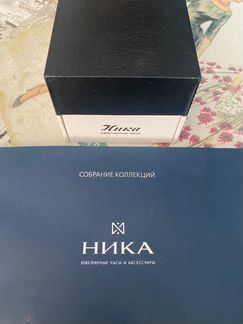 Ника
ЮВЕЛИРНЫЕ ЧАСЫ
СОБРАНИЕ КОЛЛЕКЦИЙ
НИКА
ЮВЕЛИРНЫЕ ЧАСЫ И АКСЕССУАРЫ